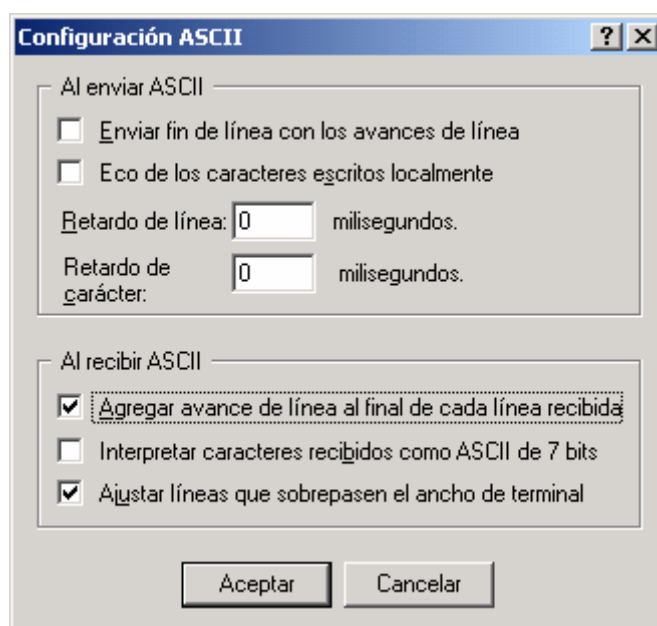 Configuración ASCII
Al enviar ASCII
Enviar fin de línea con los avances de línea
Eco de los caracteres escritos localmente
Retardo de línea: 0 milisegundos.
Retardo de carácter: 0 milisegundos.
Al recibir ASCII
Agregar avance de línea al final de cada línea recibida
Interpretar caracteres recibidos como ASCII de 7 bits
Ajustar líneas que sobrepasen el ancho de terminal
Aceptar Cancelar